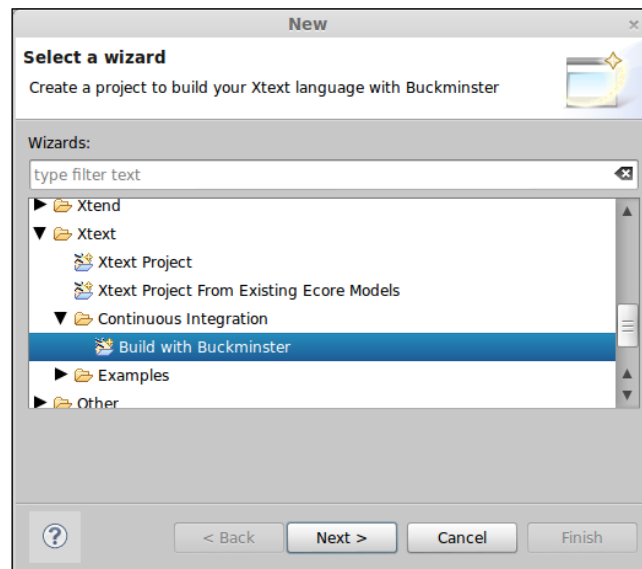 New
Select a wizard
Create a project to build your Xtext language with Buckminster
Wizards:
type filter text
Xtend
Xtext
Xtext Project
Xtext Project From Existing Ecore Models
Continuous Integration
Build with Buckminster
Examples
Other
? < Back Next > Cancel Finish